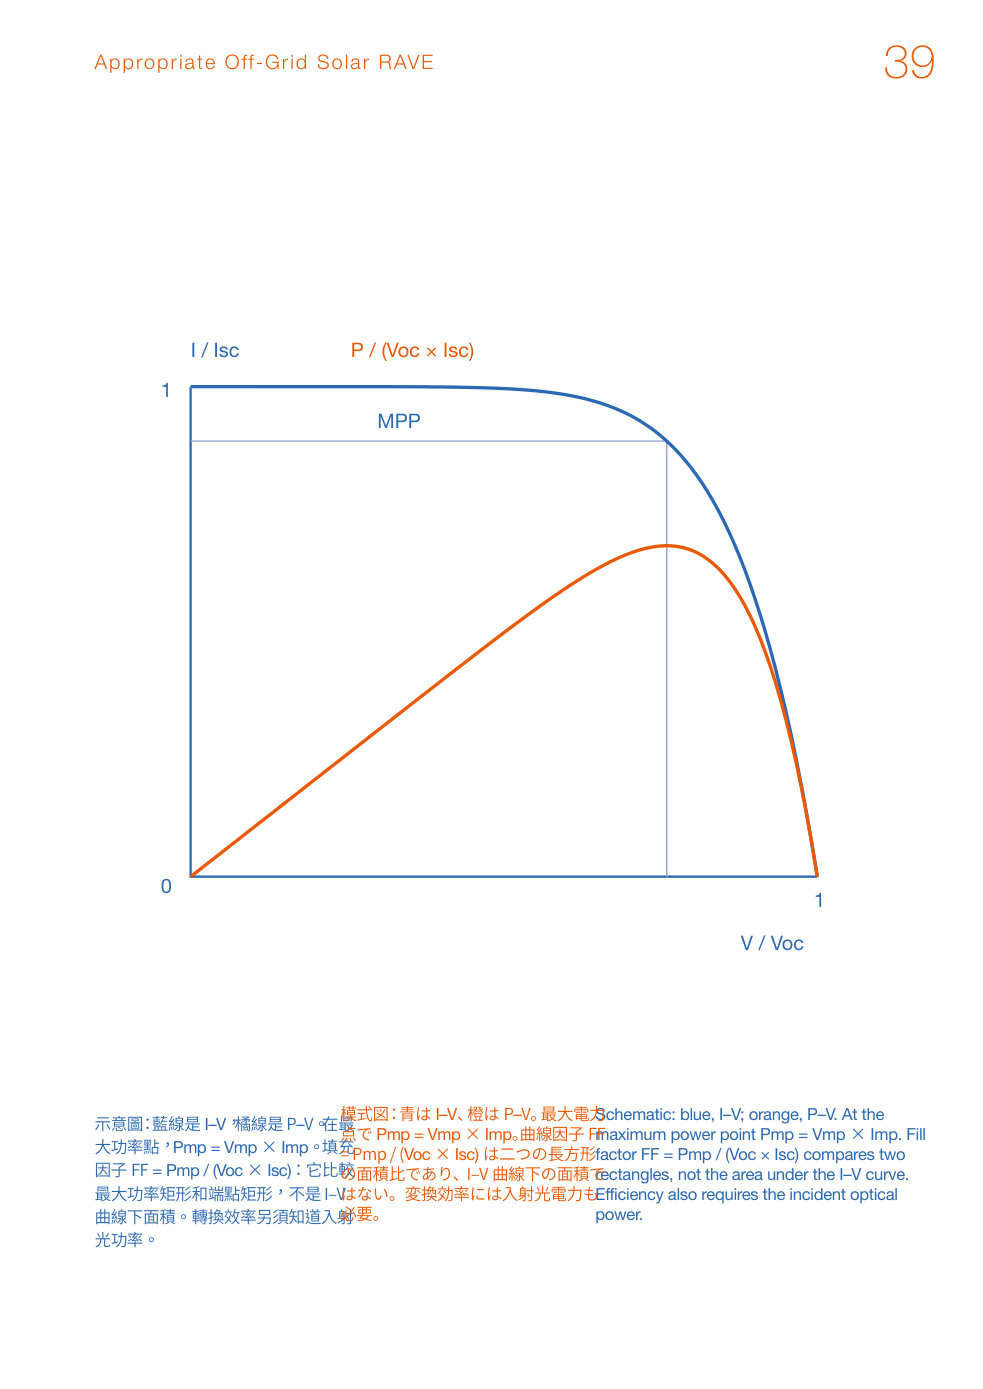 Appropriate Off-Grid Solar RAVE
39
I / Isc
P / (Voc × Isc)
1
MPP
0
1
V / Voc
示意圖：藍線是 I–V，橘線是 P–V。在最
大功率點，Pmp = Vmp × Imp。填充
因子 FF = Pmp / (Voc × Isc)：它比較
最大功率矩形和端點矩形，不是 I–V
曲線下面積。轉換效率另須知道入射
光功率。
模式図：青は I–V、橙は P–V。最大電力
点で Pmp = Vmp × Imp。曲線因子 FF
= Pmp / (Voc × Isc) は二つの長方形
の面積比であり、I–V 曲線下の面積で
はない。変換効率には入射光電力も
必要。
Schematic: blue, I–V; orange, P–V. At the
maximum power point Pmp = Vmp × Imp. Fill
factor FF = Pmp / (Voc × Isc) compares two
rectangles, not the area under the I–V curve.
Efficiency also requires the incident optical
power.